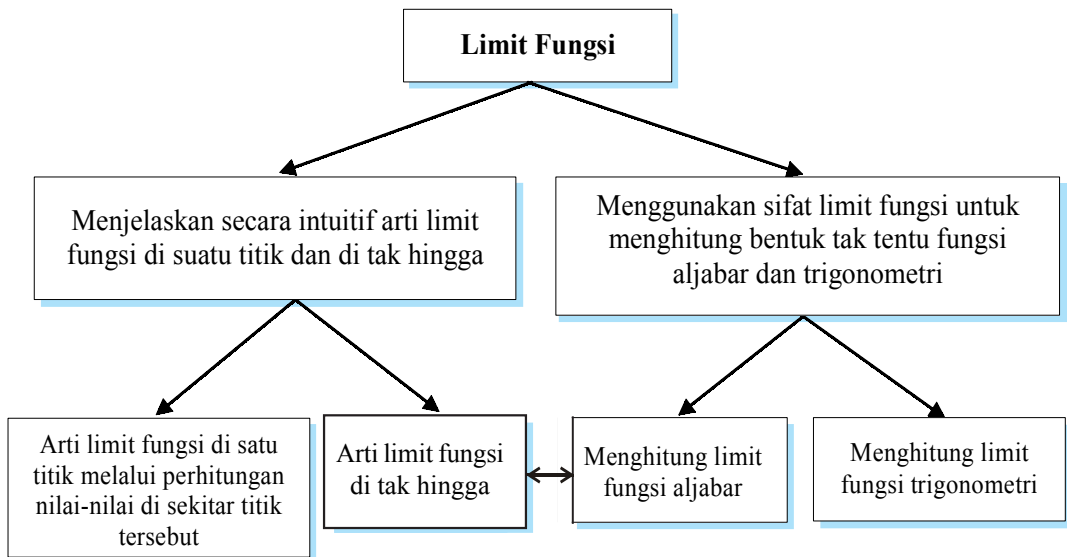 Limit Fungsi
Menjelaskan secara intuitif arti limit
fungsi di suatu titik dan di tak hingga
Menggunakan sifat limit fungsi untuk
menghitung bentuk tak tentu fungsi
aljabar dan trigonometri
Arti limit fungsi di satu
titik melalui perhitungan
nilai-nilai di sekitar titik
tersebut
Arti limit fungsi
di tak hingga
Menghitung limit
fungsi aljabar
Menghitung limit
fungsi trigonometri